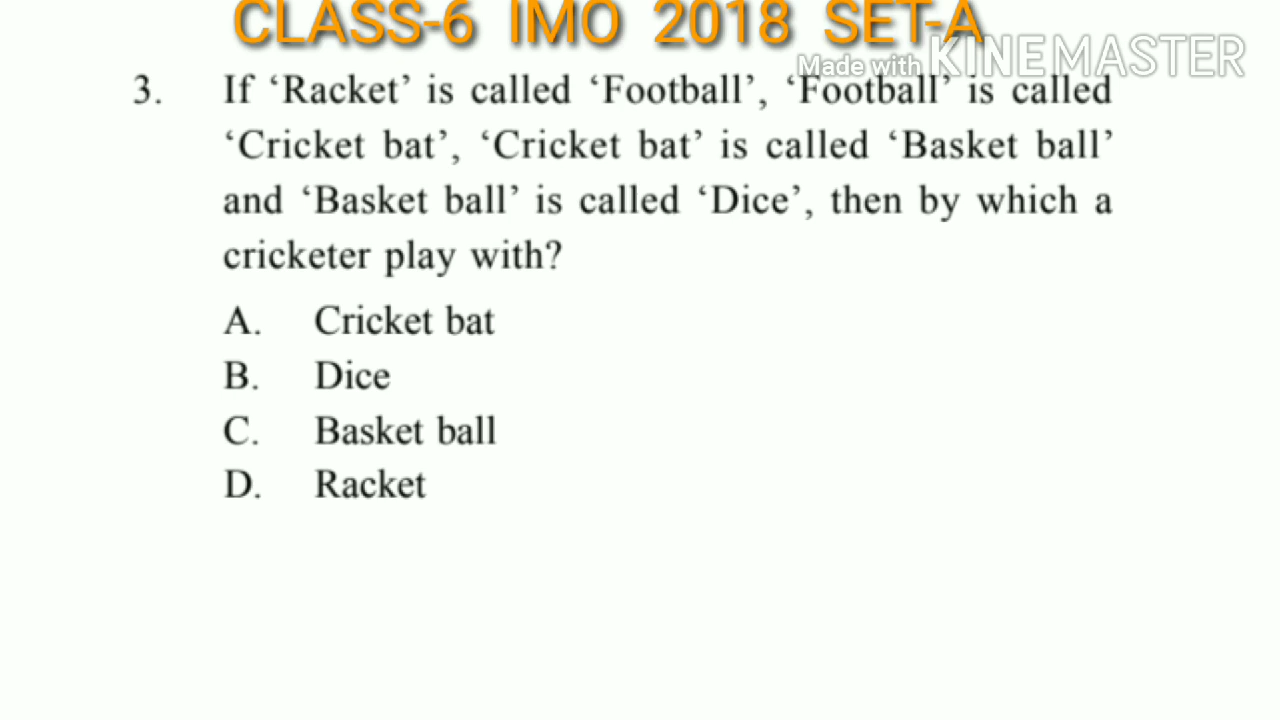 CLASS-6 IMO 2018 SET-A
Made with KINEMASTER
3. If ‘Racket’ is called ‘Football’, ‘Football’ is called
‘Cricket bat’, ‘Cricket bat’ is called ‘Basket ball’
and ‘Basket ball’ is called ‘Dice’, then by which a
cricketer play with?
A. Cricket bat
B. Dice
C. Basket ball
D. Racket